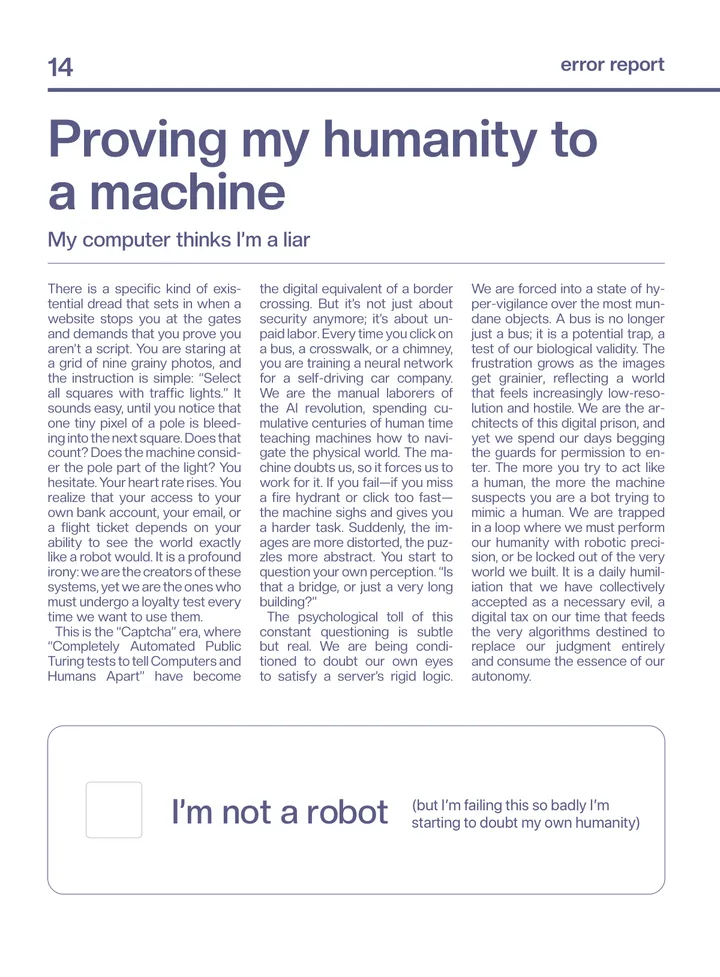 14
error report
Proving my humanity to
a machine
My computer thinks I'm a liar
There is a specific kind of exis-
tential dread that sets in when a
website stops you at the gates
and demands that you prove you
aren't a script. You are staring at
a grid of nine grainy photos, and
the instruction is simple: “Select
all squares with traffic lights.” It
sounds easy, until you notice that
one tiny pixel of a pole is bleed-
ing into the next square. Does that
count? Does the machine consid-
er the pole part of the light? You
hesitate. Your heart rate rises. You
realize that your access to your
own bank account, your email, or
a flight ticket depends on your
ability to see the world exactly
like a robot would. It is a profound
irony: we are the creators of these
systems, yet we are the ones who
must undergo a loyalty test every
time we want to use them.
This is the “Captcha” era, where
“Completely Automated Public
Turing tests to tell Computers and
Humans Apart” have become
the digital equivalent of a border
crossing. But it's not just about
security anymore; it's about un-
paid labor. Every time you click on
a bus, a crosswalk, or a chimney,
you are training a neural network
for a self-driving car company.
We are the manual laborers of
the AI revolution, spending cu-
mulative centuries of human time
teaching machines how to navi-
gate the physical world. The ma-
chine doubts us, so it forces us to
work for it. If you fail—if you miss
a fire hydrant or click too fast—
the machine sighs and gives you
a harder task. Suddenly, the im-
ages are more distorted, the puz-
zles more abstract. You start to
question your own perception. “Is
that a bridge, or just a very long
building?”
The psychological toll of this
constant questioning is subtle
but real. We are being condi-
tioned to doubt our own eyes
to satisfy a server's rigid logic.
We are forced into a state of hy-
per-vigilance over the most mun-
dane objects. A bus is no longer
just a bus; it is a potential trap, a
test of our biological validity. The
frustration grows as the images
get grainier, reflecting a world
that feels increasingly low-reso-
lution and hostile. We are the ar-
chitects of this digital prison, and
yet we spend our days begging
the guards for permission to en-
ter. The more you try to act like
a human, the more the machine
suspects you are a bot trying to
mimic a human. We are trapped
in a loop where we must perform
our humanity with robotic preci-
sion, or be locked out of the very
world we built. It is a daily humil-
iation that we have collectively
accepted as a necessary evil, a
digital tax on our time that feeds
the very algorithms destined to
replace our judgment entirely
and consume the essence of our
autonomy.
I'm not a robot
(but I'm failing this so badly I'm
starting to doubt my own humanity)